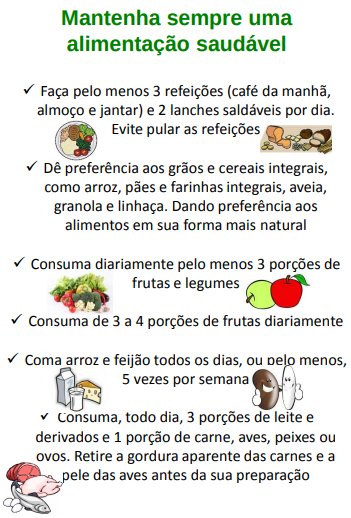 Mantenha sempre uma
alimentação saudável
✓ Faça pelo menos 3 refeições (café da manhã,
almoço e jantar) e 2 lanches saldáveis por dia.
Evite pular as refeições
✓ Dê preferência aos grãos e cereais integrais,
como arroz, pães e farinhas integrais, aveia,
granola e linhaça. Dando preferência aos
alimentos em sua forma mais natural
✓ Consuma diariamente pelo menos 3 porções de
frutas e legumes
✓ Consuma de 3 a 4 porções de frutas diariamente
✓ Coma arroz e feijão todos os dias, ou pelo menos,
5 vezes por semana
✓ Consuma, todo dia, 3 porções de leite e
derivados e 1 porção de carne, aves, peixes ou
ovos. Retire a gordura aparente das carnes e a
pele das aves antes da sua preparação